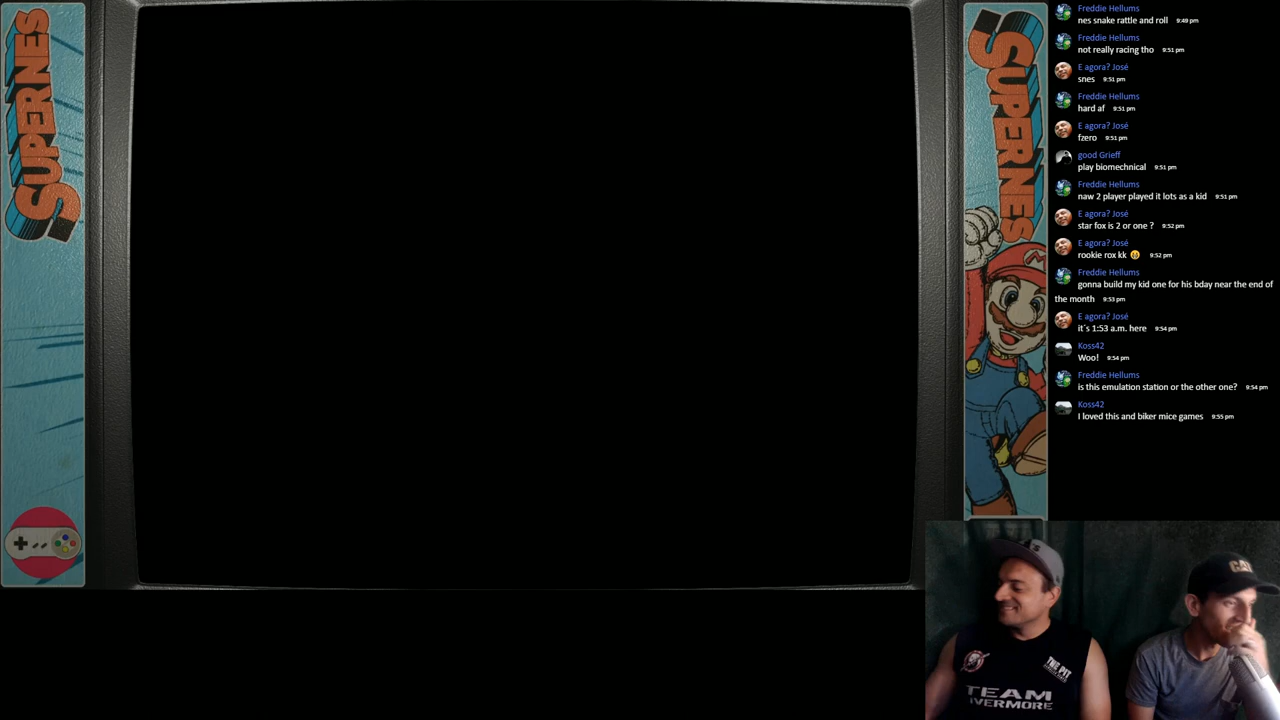 SUPERNES
SUPERNES
M
Freddie Hellums
nes snake rattle and roll 9:49 pm
Freddie Hellums
not really racing tho 9:51 pm
E agora? José
snes 9:51 pm
Freddie Hellums
hard af 9:51 pm
E agora? José
fzero 9:51 pm
good Grieff
play biomechnical 9:51 pm
Freddie Hellums
naw 2 player played it lots as a kid 9:51 pm
E agora? José
star fox is 2 or one ? 9:52 pm
E agora? José
rookie rox kk 9:52 pm
Freddie Hellums
gonna build my kid one for his bday near the end of
the month 9:53 pm
E agora? José
it´s 1:53 a.m. here 9:54 pm
Koss42
Woo! 9:54 pm
Freddie Hellums
is this emulation station or the other one? 9:54 pm
Koss42
I loved this and biker mice games 9:55 pm
CAT
THE PIT
TEAM
IVERMORE